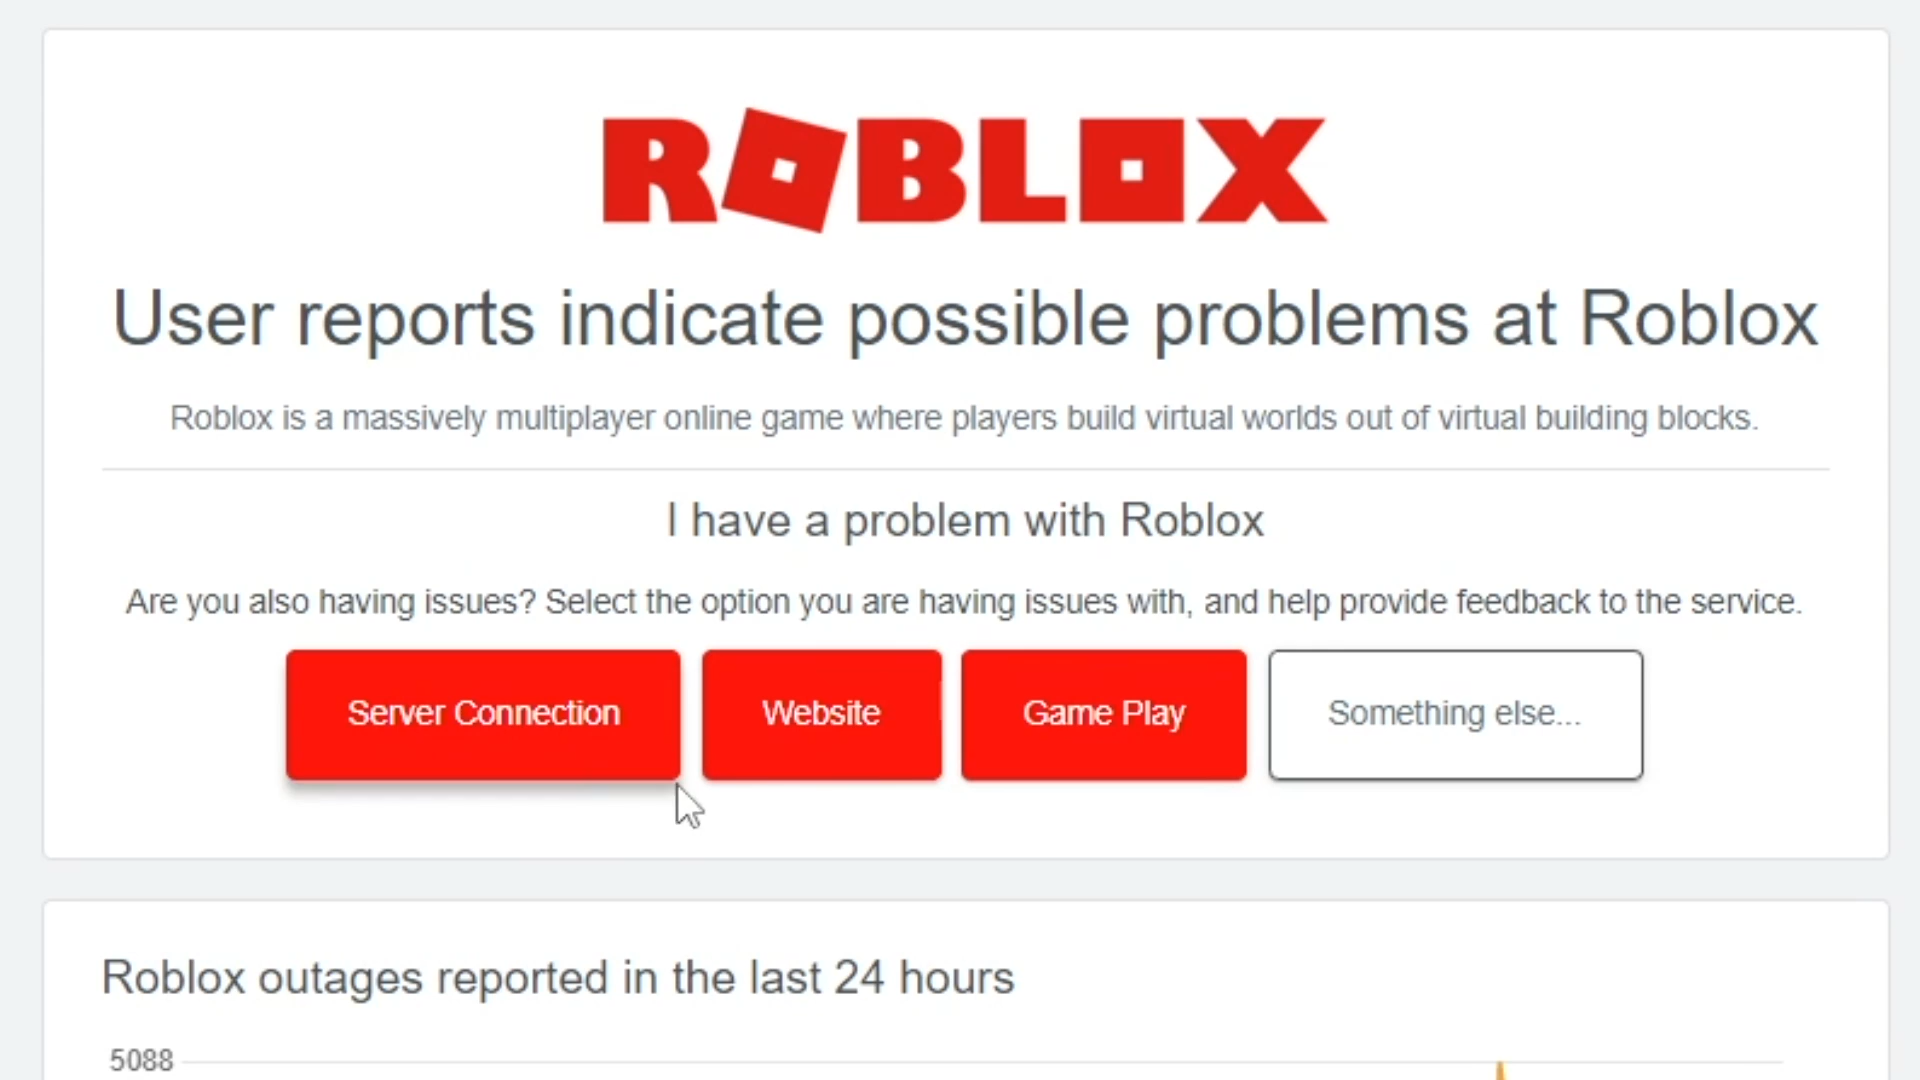 ROBLOX
User reports indicate possible problems at Roblox
Roblox is a massively multiplayer online game where players build virtual worlds out of virtual building blocks.
I have a problem with Roblox
Are you also having issues? Select the option you are having issues with, and help provide feedback to the service.
Server Connection
Website
Game Play
Something else...
Roblox outages reported in the last 24 hours
5088